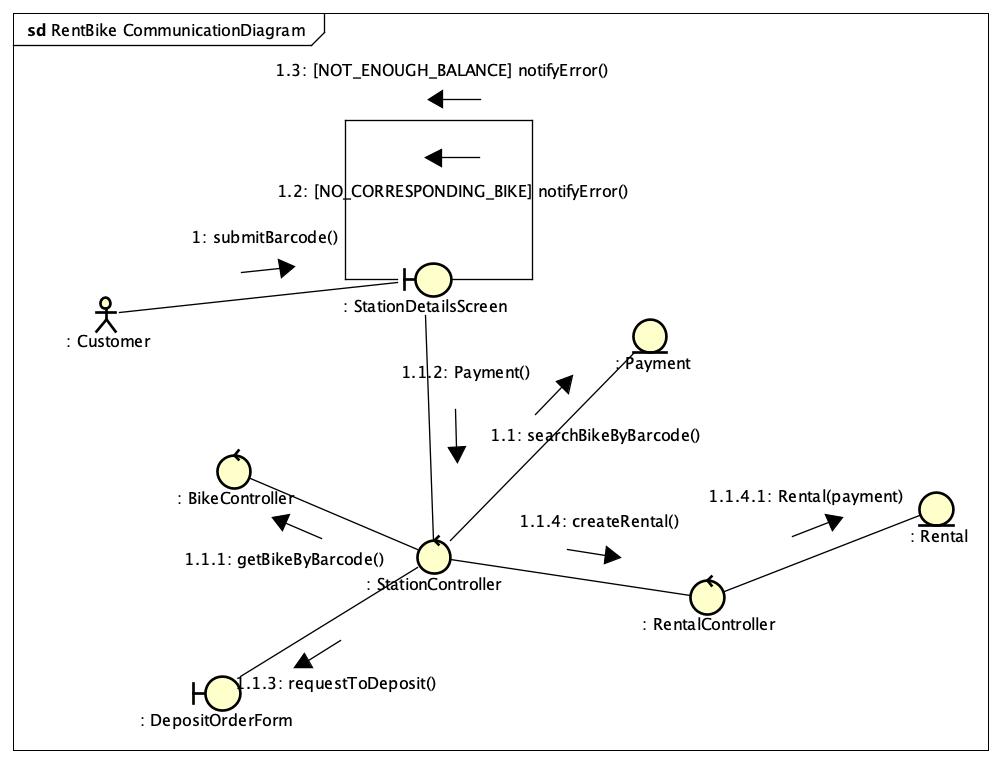 sd RentBike CommunicationDiagram
1.3: [NOT_ENOUGH_BALANCE] notifyError()
1.2: [NO_CORRESPONDING_BIKE] notifyError()
1: submitBarcode()
: StationDetailsScreen
: Customer
: Payment
1.1.2: Payment()
1.1: searchBikeByBarcode()
: BikeController
1.1.4.1: Rental(payment)
1.1.4: createRental()
: Rental
1.1.1: getBikeByBarcode()
: StationController
: RentalController
1.1.3: requestToDeposit()
: DepositOrderForm